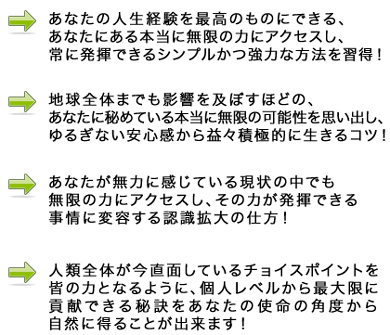 あなたの人生経験を最高のものにできる、
あなたにある本当に無限の力にアクセスし、
常に発揮できるシンプルかつ強力な方法を習得！
地球全体までも影響を及ぼすほどの、
あなたに秘めている本当に無限の可能性を思い出し、
ゆるぎない安心感から益々積極的に生きるコツ！
あなたが無力に感じている現状の中でも
無限の力にアクセスし、その力が発揮できる
事情に変容する認識拡大の仕方！
人類全体が今直面しているチョイスポイントを
皆の力となるように、個人レベルから最大限に
貢献できる秘訣をあなたの使命の角度から
自然に得ることが出来ます！